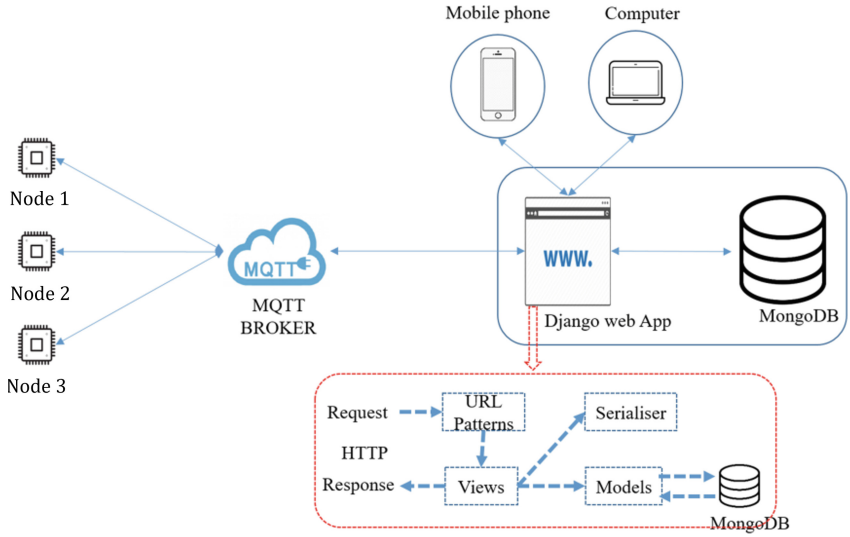 Mobile phone
Computer
Node 1
Node 2
Node 3
MQTT
MQTT
BROKER
WWW.
Django web App
MongoDB
Request
URL
Patterns
Serialiser
HTTP
Response
Views
Models
MongoDB